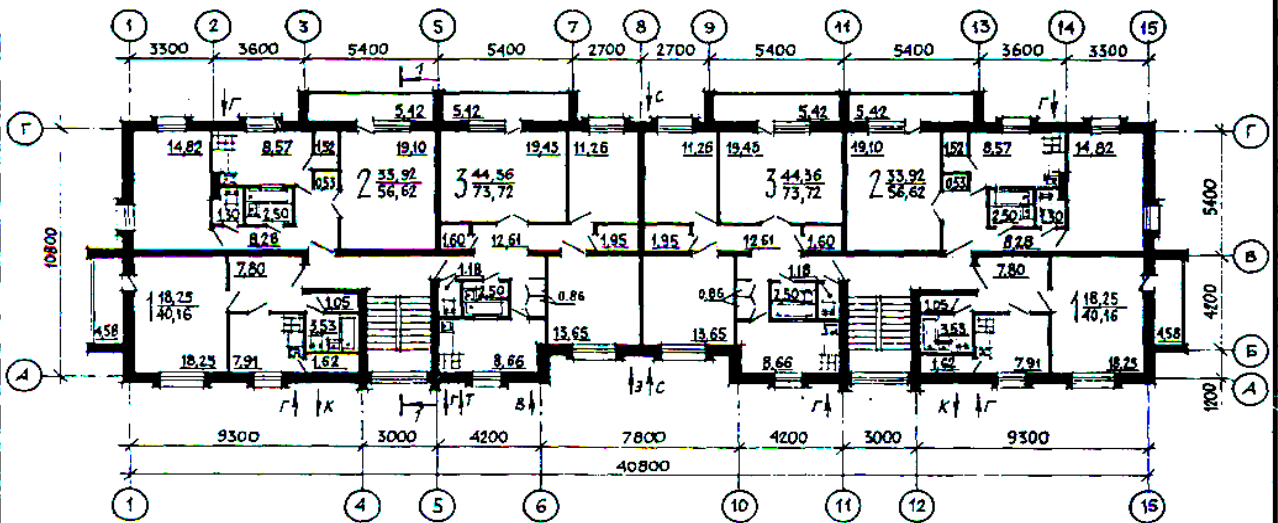 1 2 3 5 7 8 9 11 13 14 15
3300 3600 5400 5400 2700 2700 5400 5400 3600 3300
1
Г С Г
5,42 5,42 5,42 5,42
Г Г
14,82 8,57 1,52 19,10 19,45 11,26 11,26 19,45 19,10 1,52 8,57 14,82
0,53 2 33,92 3 44,56 3 44,36 2 33,92 0,53
56,62 73,72 73,72 56,62
1,30 2,50 2,50 1,30
5400
10800
8,28 1,60 12,61 1,95 1,95 12,61 1,60 8,28
В
7,80 1,18 1,18 7,80
1 18,25 2,50 0,86 0,86 2,50 1 18,25
40,16 1,05 1,05 40,16
4,58 3,53 13,65 13,65 3,53 4,58
4200
18,25 7,91 1,62 8,66 8,66 1,62 7,91 18,25
Б
А А
1200
Г К 1 Г Т В З С Г К Г
9300 3000 4200 7800 4200 3000 9300
40800
1 4 5 6 10 11 12 15